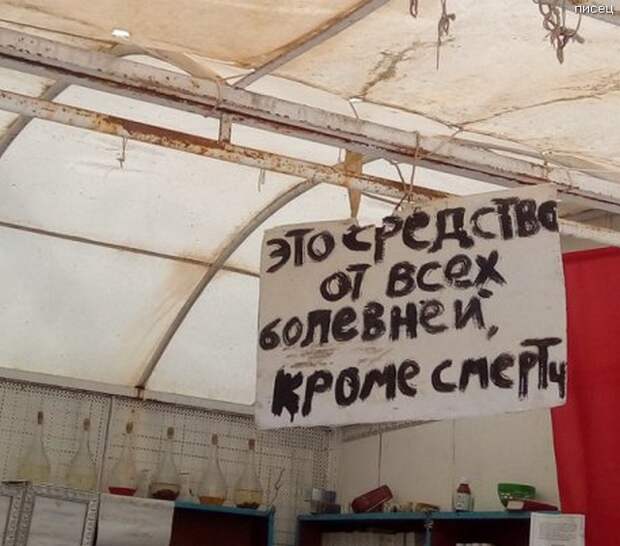 писец
ЭТО СРЕДСТВО
ОТ ВСЕХ
БОЛЕВНЕЙ,
КРОМЕ СМЕРТИ